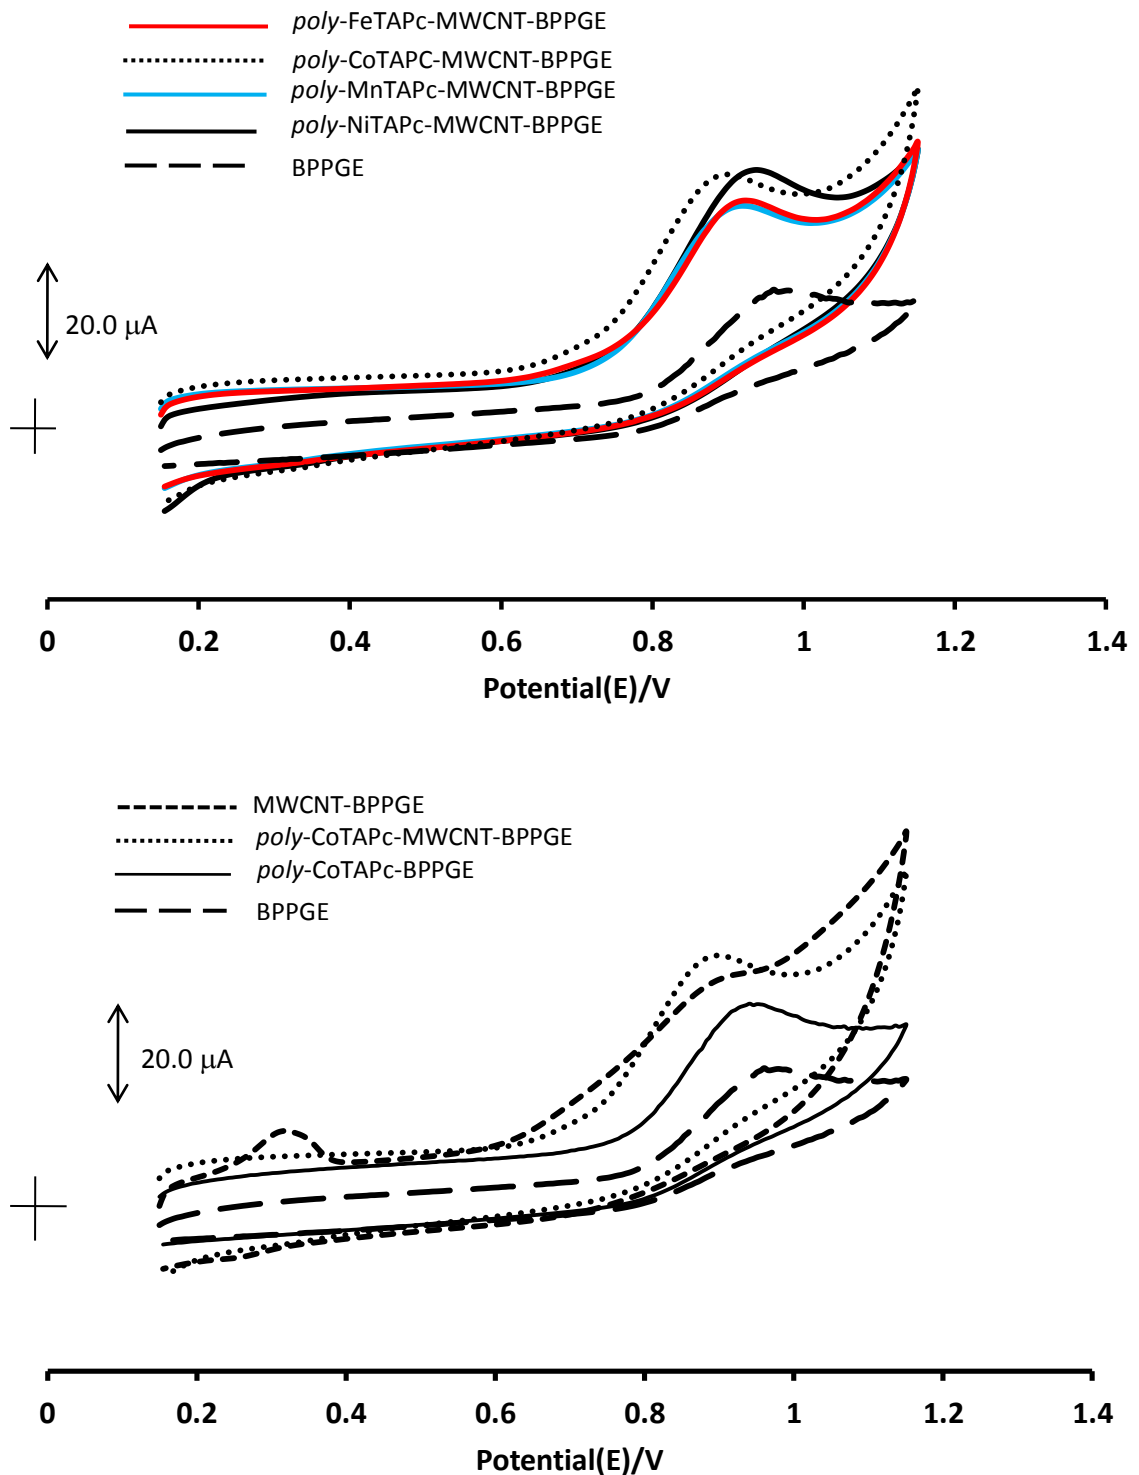 poly-FeTAPc-MWCNT-BPPGE
poly-CoTAPC-MWCNT-BPPGE
poly-MnTAPc-MWCNT-BPPGE
poly-NiTAPc-MWCNT-BPPGE
BPPGE
20.0 μA
0 0.2 0.4 0.6 0.8 1 1.2 1.4
Potential(E)/V
MWCNT-BPPGE
poly-CoTAPc-MWCNT-BPPGE
poly-CoTAPc-BPPGE
BPPGE
20.0 μA
0 0.2 0.4 0.6 0.8 1 1.2 1.4
Potential(E)/V